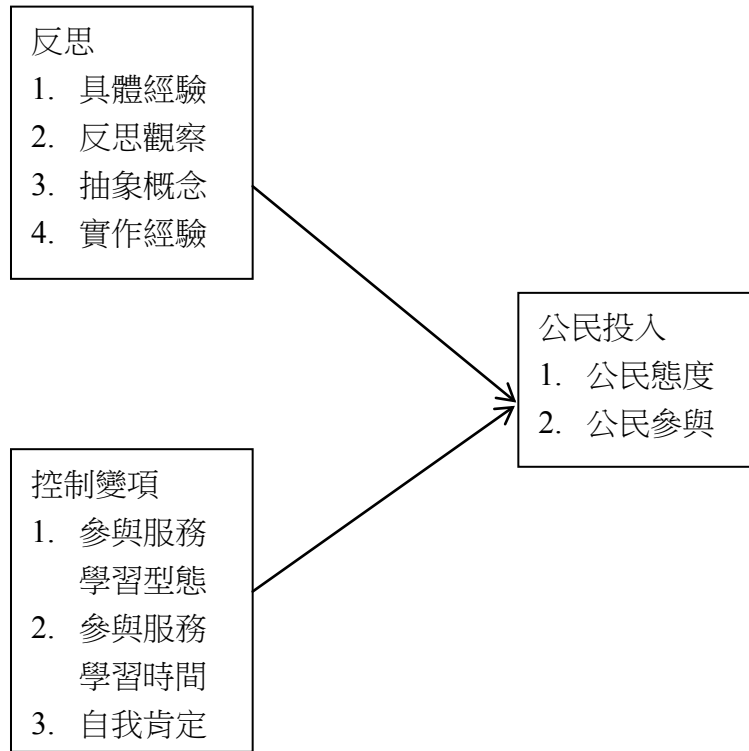 反思
1. 具體經驗
2. 反思觀察
3. 抽象概念
4. 實作經驗
公民投入
1. 公民態度
2. 公民參與
控制變項
1. 參與服務
學習型態
2. 參與服務
學習時間
3. 自我肯定